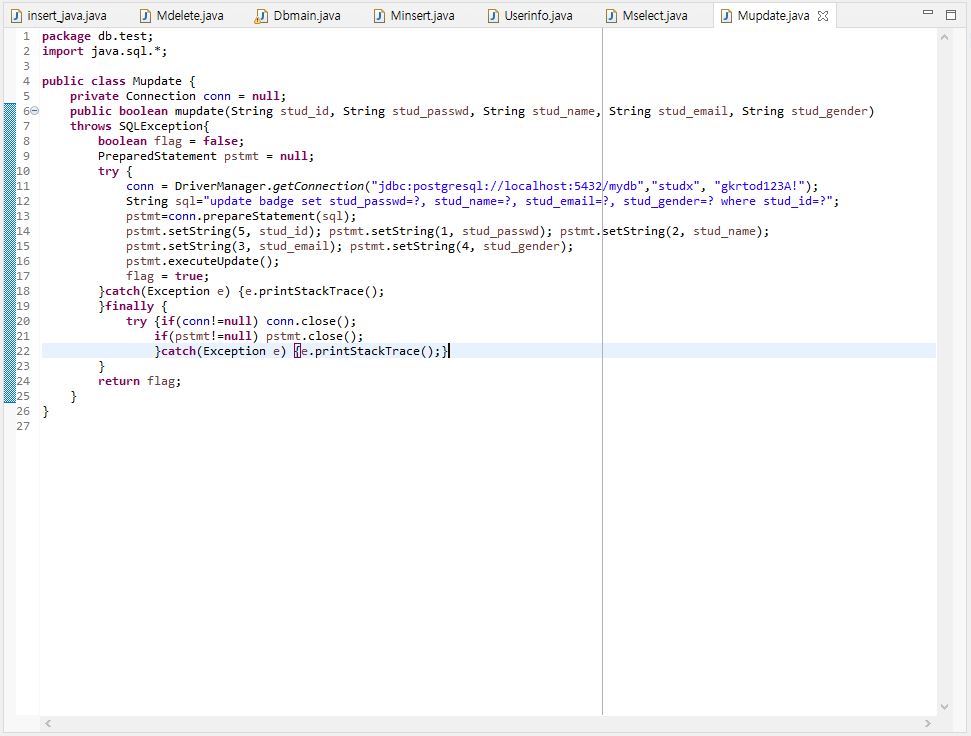 insert_java.java Mdelete.java Dbmain.java Minsert.java Userinfo.java Mselect.java Mupdate.java
1 package db.test;
2 import java.sql.*;
3
4 public class Mupdate {
5     private Connection conn = null;
6     public boolean mupdate(String stud_id, String stud_passwd, String stud_name, String stud_email, String stud_gender)
7     throws SQLException{
8         boolean flag = false;
9         PreparedStatement pstmt = null;
10         try {
11             conn = DriverManager.getConnection("jdbc:postgresql://localhost:5432/mydb","studx", "gkrtod123A!");
12             String sql="update badge set stud_passwd=?, stud_name=?, stud_email=?, stud_gender=? where stud_id=?";
13             pstmt=conn.prepareStatement(sql);
14             pstmt.setString(5, stud_id); pstmt.setString(1, stud_passwd); pstmt.setString(2, stud_name);
15             pstmt.setString(3, stud_email); pstmt.setString(4, stud_gender);
16             pstmt.executeUpdate();
17             flag = true;
18         }catch(Exception e) {e.printStackTrace();
19         }finally {
20             try {if(conn!=null) conn.close();
21                 if(pstmt!=null) pstmt.close();
22                 }catch(Exception e) {e.printStackTrace();}
23         }
24         return flag;
25     }
26 }
27